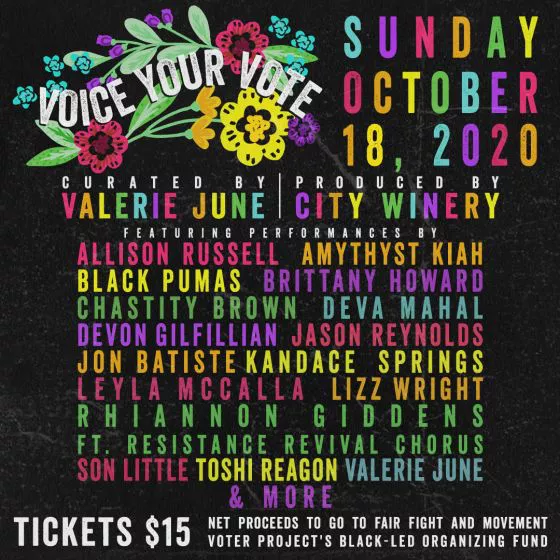 VOICE YOUR VOTE
SUNDAY
OCTOBER
18, 2020
CURATED BY
VALERIE JUNE
PRODUCED BY
CITY WINERY
FEATURING PERFORMANCES BY
ALLISON RUSSELL AMYTHYST KIAH
BLACK PUMAS BRITTANY HOWARD
CHASTITY BROWN DEVA MAHAL
DEVON GILFILLIAN JASON REYNOLDS
JON BATISTE KANDACE SPRINGS
LEYLA MCCALLA LIZZ WRIGHT
RHIANNON GIDDENS
FT. RESISTANCE REVIVAL CHORUS
SON LITTLE TOSHI REAGON VALERIE JUNE
& MORE
TICKETS $15
NET PROCEEDS TO GO TO FAIR FIGHT AND MOVEMENT
VOTER PROJECT'S BLACK-LED ORGANIZING FUND